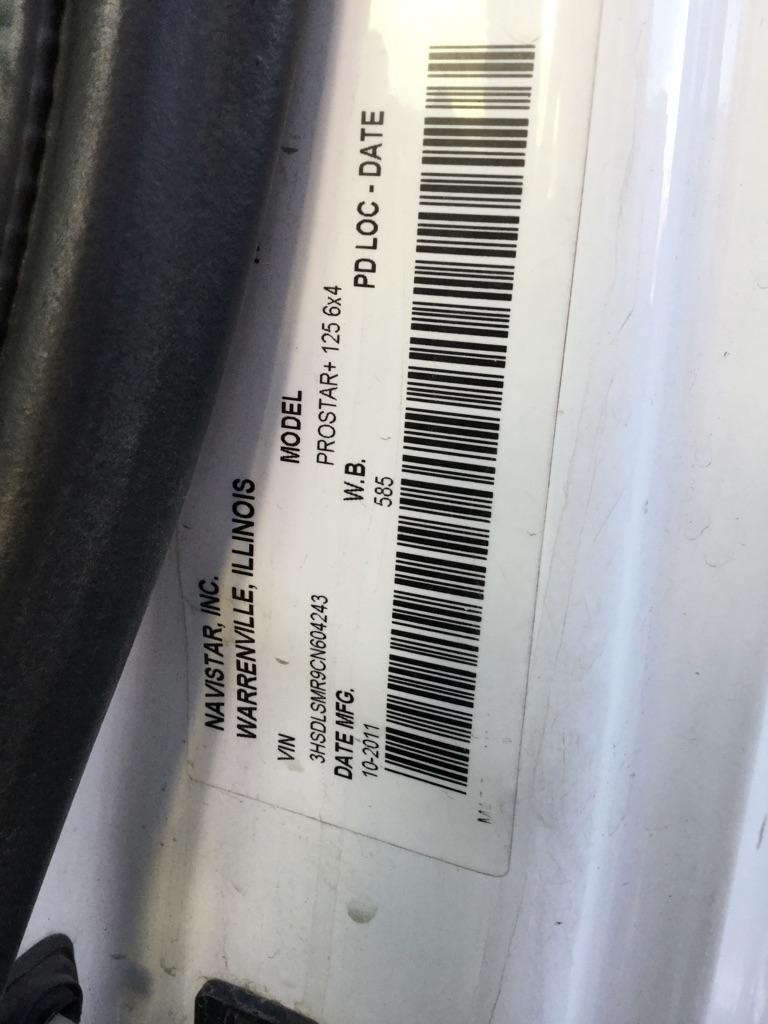 NAVISTAR, INC.
WARRENVILLE, ILLINOIS
VIN MODEL
3HSDLSMR9CN604243 PROSTAR+ 125 6x4
DATE MFG. W.B. PD LOC - DATE
10-2011 585